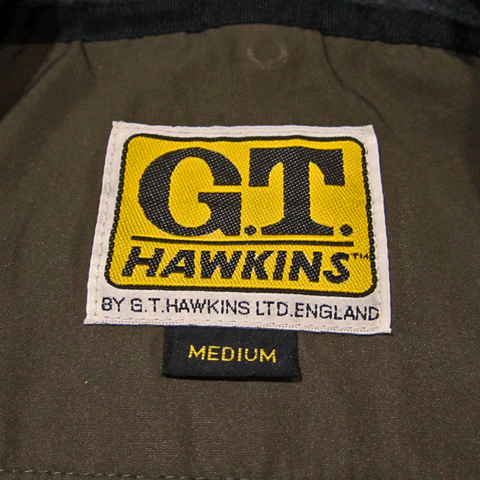 G.T.
HAWKINS™
BY G.T.HAWKINS LTD.ENGLAND
MEDIUM